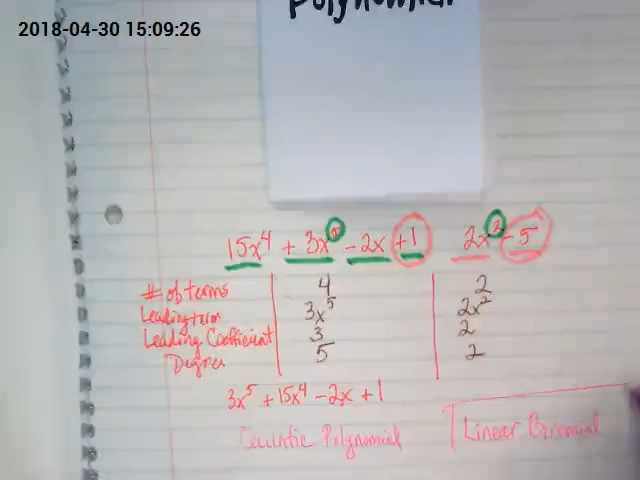 Polynomial
2018-04-30 15:09:26
15x⁴ + 3x⁵ - 2x + 1 2x² - 5
# of terms 4 2
Leading term 3x⁵ 2x²
Leading Coefficient 3 2
Degree 5 2
3x⁵ + 15x⁴ - 2x + 1
Quintic Polynomial Linear Binomial